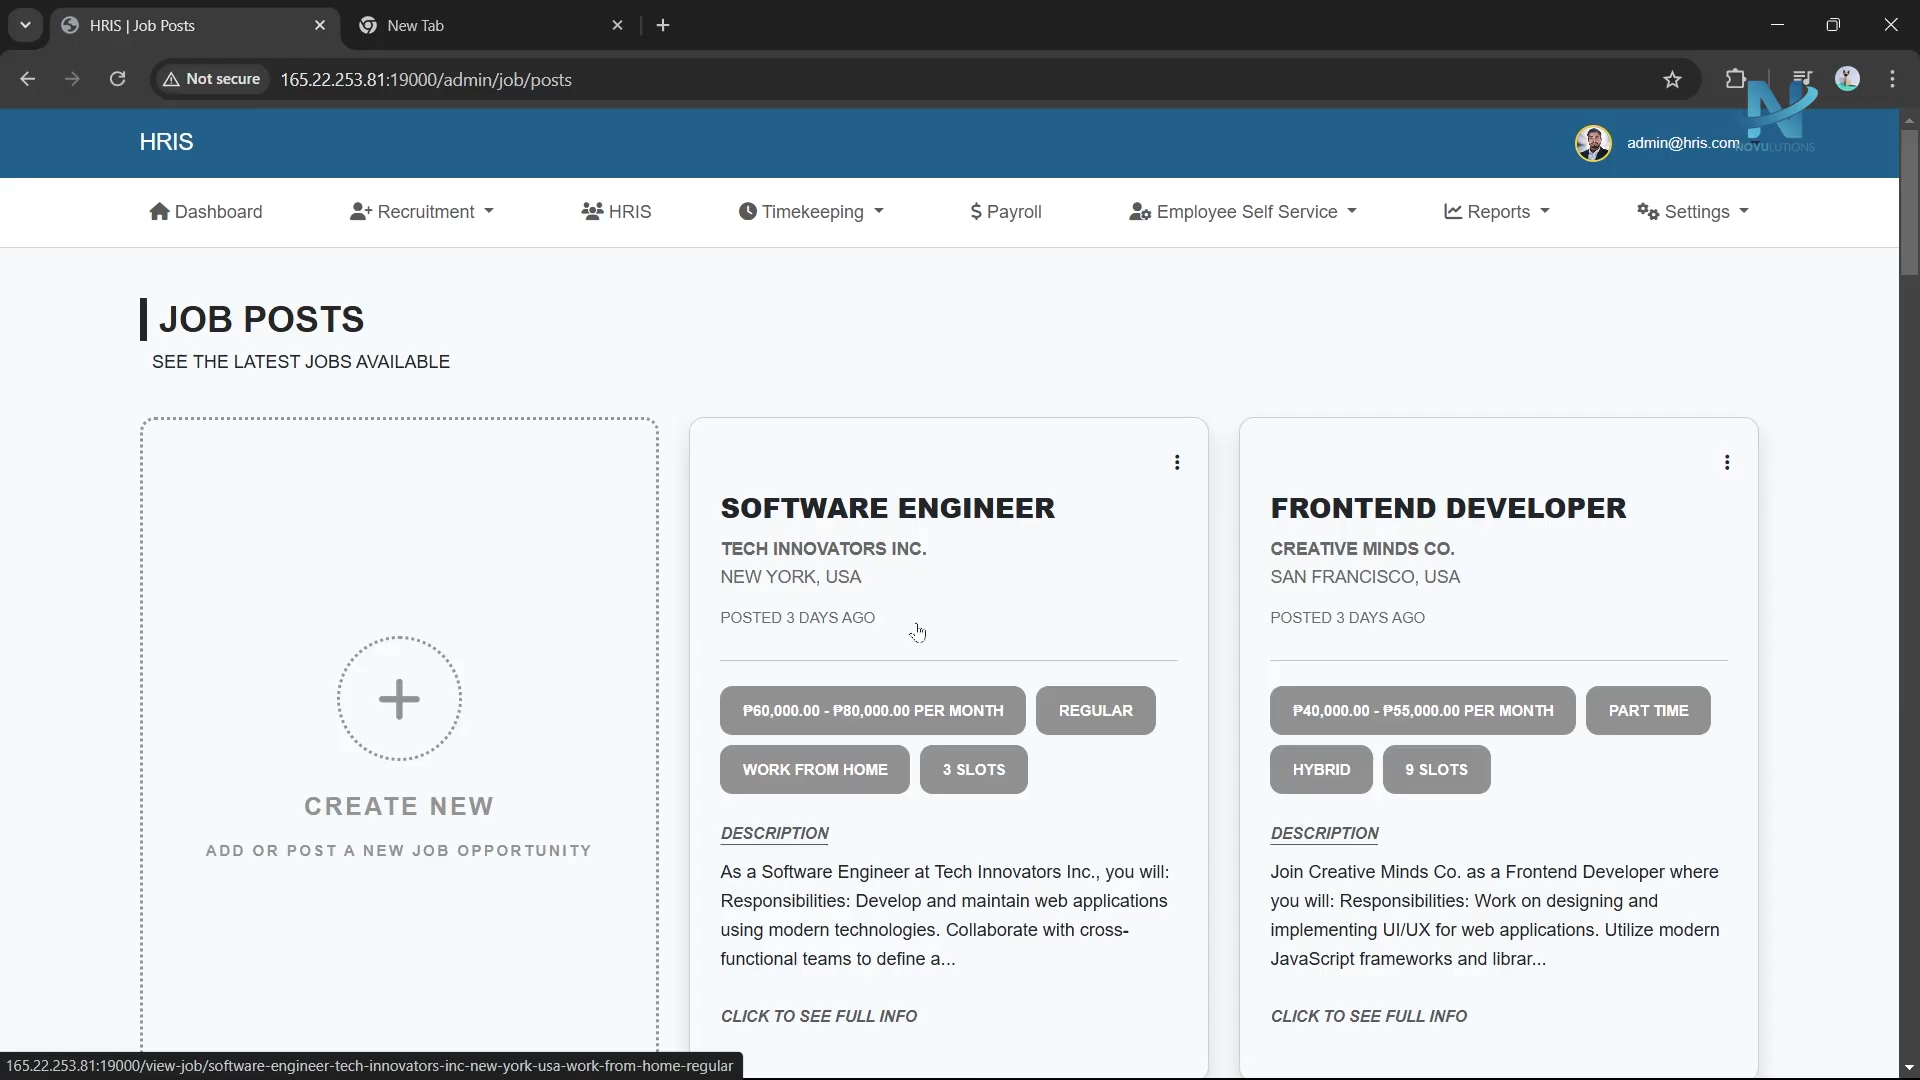 HRIS | Job Posts
New Tab
Not secure
165.22.253.81:19000/admin/job/posts
NOVULUTIONS
HRIS
admin@hris.com
Dashboard
Recruitment
HRIS
Timekeeping
$ Payroll
Employee Self Service
Reports
Settings
JOB POSTS
SEE THE LATEST JOBS AVAILABLE
CREATE NEW
ADD OR POST A NEW JOB OPPORTUNITY
SOFTWARE ENGINEER
TECH INNOVATORS INC.
NEW YORK, USA
POSTED 3 DAYS AGO
₱60,000.00 - ₱80,000.00 PER MONTH
REGULAR
WORK FROM HOME
3 SLOTS
DESCRIPTION
As a Software Engineer at Tech Innovators Inc., you will:
Responsibilities: Develop and maintain web applications
using modern technologies. Collaborate with cross-
functional teams to define a...
CLICK TO SEE FULL INFO
FRONTEND DEVELOPER
CREATIVE MINDS CO.
SAN FRANCISCO, USA
POSTED 3 DAYS AGO
₱40,000.00 - ₱55,000.00 PER MONTH
PART TIME
HYBRID
9 SLOTS
DESCRIPTION
Join Creative Minds Co. as a Frontend Developer where
you will: Responsibilities: Work on designing and
implementing UI/UX for web applications. Utilize modern
JavaScript frameworks and librar...
CLICK TO SEE FULL INFO
165.22.253.81:19000/view-job/software-engineer-tech-innovators-inc-new-york-usa-work-from-home-regular